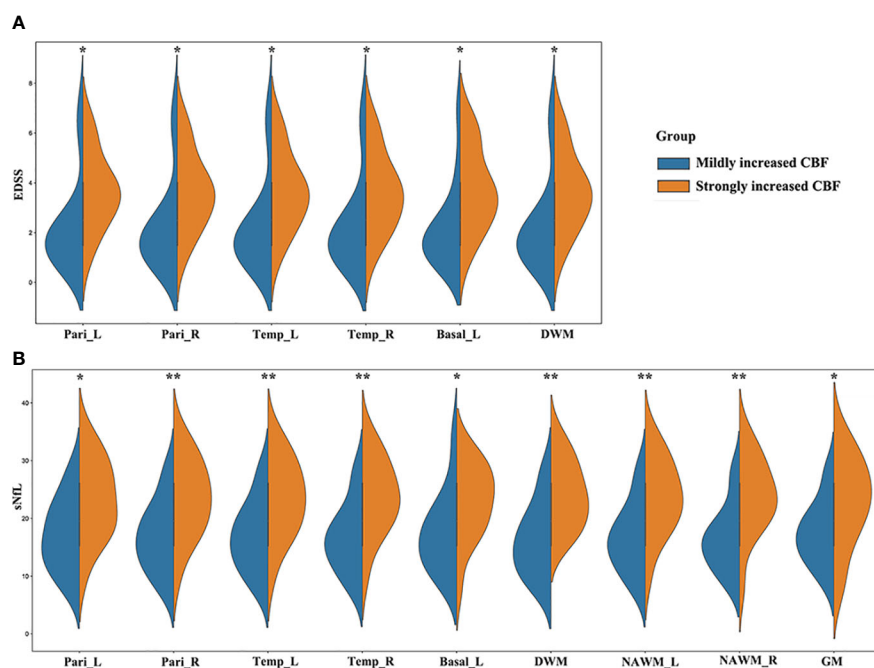 A
* * * * * *
8
6
4
2
0
EDSS
Pari_L Pari_R Temp_L Temp_R Basal_L DWM
Group
Mildly increased CBF
Strongly increased CBF
B
* ** ** ** * ** ** ** *
40
30
20
10
0
sNfL
Pari_L Pari_R Temp_L Temp_R Basal_L DWM NAWM_L NAWM_R GM